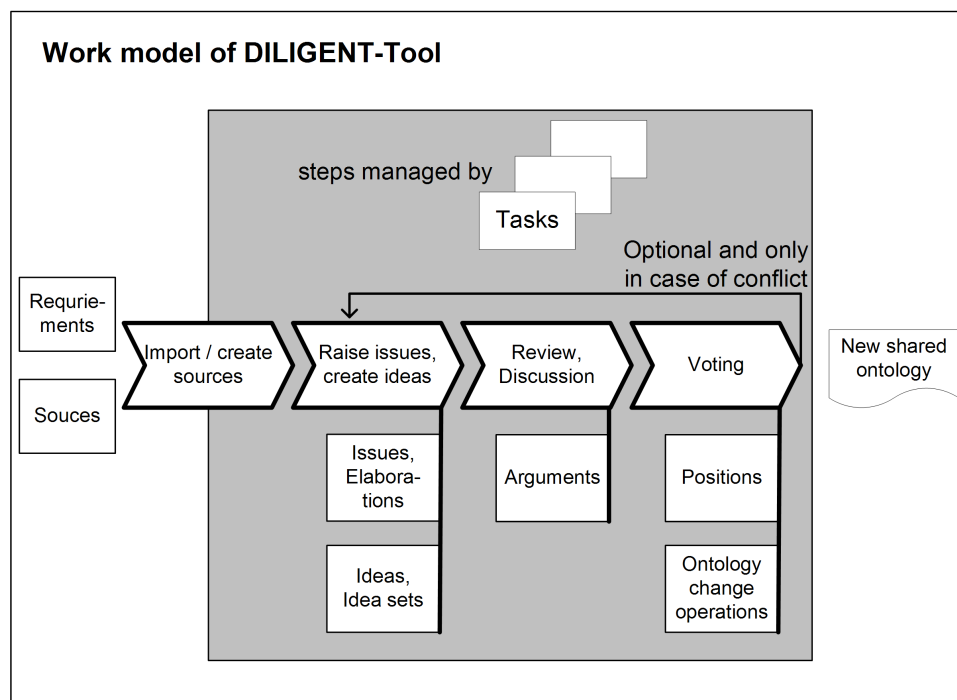 Work model of DILIGENT-Tool
steps managed by
Tasks
Optional and only
in case of conflict
Requrie-
ments
Souces
Import / create
sources
Raise issues,
create ideas
Review,
Discussion
Voting
New shared
ontology
Issues,
Elabora-
tions
Arguments
Positions
Ideas,
Idea sets
Ontology
change
operations